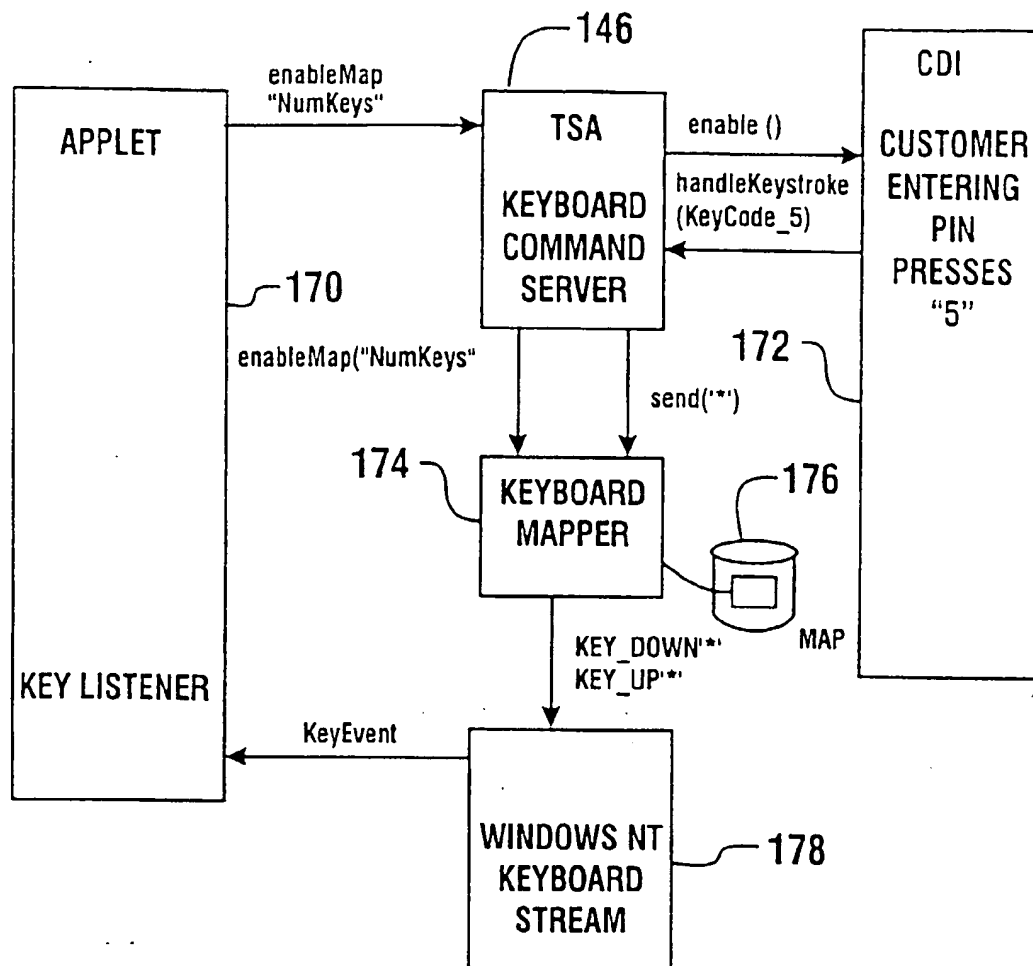 146
enableMap
"NumKeys"
APPLET
TSA
KEYBOARD
COMMAND
SERVER
enable ()
handleKeystroke
(KeyCode_5)
CDI
CUSTOMER
ENTERING
PIN
PRESSES
"5"
170
172
enableMap("NumKeys"
send('*')
174
KEYBOARD
MAPPER
176
MAP
KEY_DOWN'*'
KEY_UP'*'
KEY LISTENER
KeyEvent
WINDOWS NT
KEYBOARD
STREAM
178